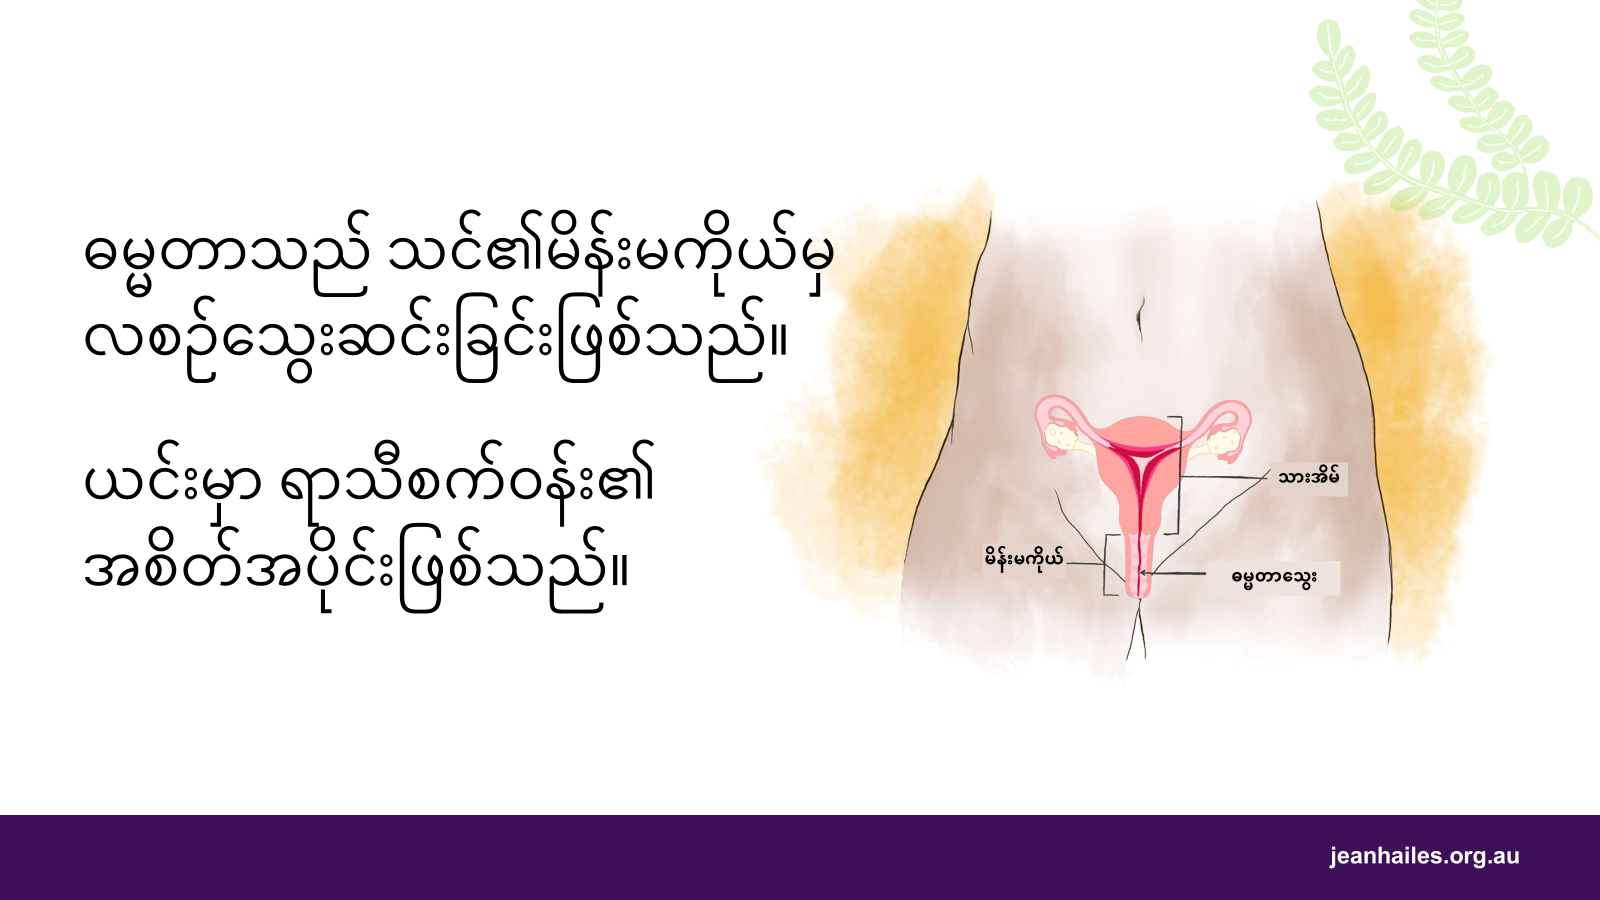 ဓမ္မတာသည် သင်၏မိန်းမကိုယ်မှ
လစဉ်သွေးဆင်းခြင်းဖြစ်သည်။
ယင်းမှာ ရာသီစက်ဝန်း၏
အစိတ်အပိုင်းဖြစ်သည်။
သားအိမ်
မိန်းမကိုယ်
ဓမ္မတာသွေး
jeanhailes.org.au